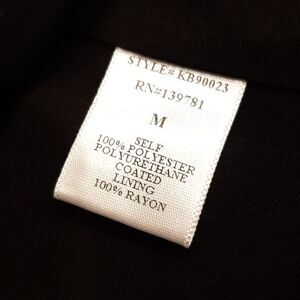 STYLE# KB90023
RN#139781
M
SELF
100% POLYESTER
POLYURETHANE
COATED
LINING
100% RAYON